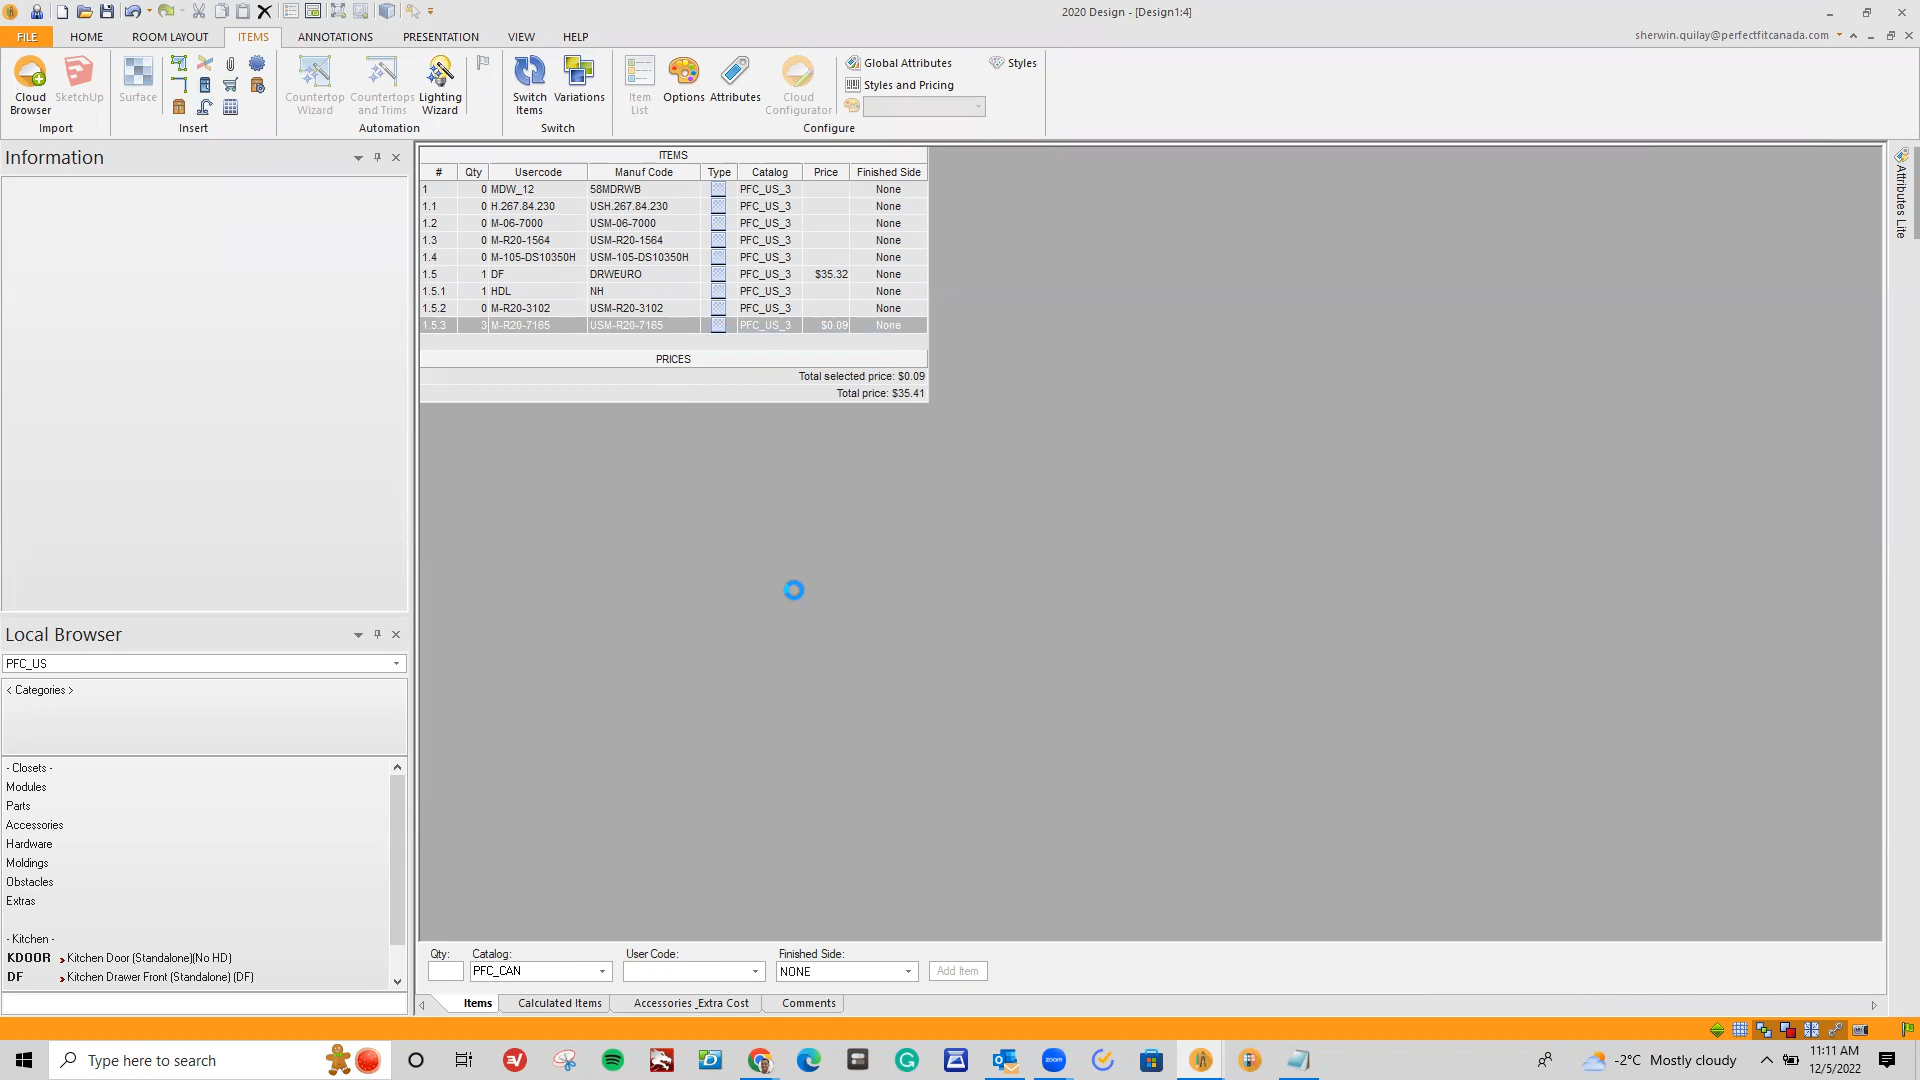 2020 Design - [Design1:4]
FILE HOME ROOM LAYOUT ITEMS ANNOTATIONS PRESENTATION VIEW HELP
sherwin.quilay@perfectfitcanada.com
Cloud Browser
SketchUp
Import
Surface
Insert
Countertop Wizard
Countertops and Trims
Lighting Wizard
Automation
Switch Items
Variations
Switch
Item List
Options
Attributes
Cloud Configurator
Global Attributes
Styles
Styles and Pricing
Configure
Information
ITEMS
# Qty Usercode Manuf Code Type Catalog Price Finished Side
1 0 MDW_12 58MDRWB PFC_US_3 None
1.1 0 H.267.84.230 USH.267.84.230 PFC_US_3 None
1.2 0 M-06-7000 USM-06-7000 PFC_US_3 None
1.3 0 M-R20-1564 USM-R20-1564 PFC_US_3 None
1.4 0 M-105-DS10350H USM-105-DS10350H PFC_US_3 None
1.5 1 DF DRWEURO PFC_US_3 $35.32 None
1.5.1 1 HDL NH PFC_US_3 None
1.5.2 0 M-R20-3102 USM-R20-3102 PFC_US_3 None
1.5.3 3 M-R20-7165 USM-R20-7165 PFC_US_3 $0.09 None
PRICES
Total selected price: $0.09
Total price: $35.41
Attributes Lite
Local Browser
PFC_US
< Categories >
- Closets -
Modules
Parts
Accessories
Hardware
Moldings
Obstacles
Extras
- Kitchen -
KDOOR Kitchen Door (Standalone)(No HD)
DF Kitchen Drawer Front (Standalone) (DF)
Qty: Catalog: User Code: Finished Side:
PFC_CAN NONE Add Item
Items Calculated Items Accessories _Extra Cost Comments
Type here to search
zoom
-2°C Mostly cloudy
11:11 AM
12/5/2022